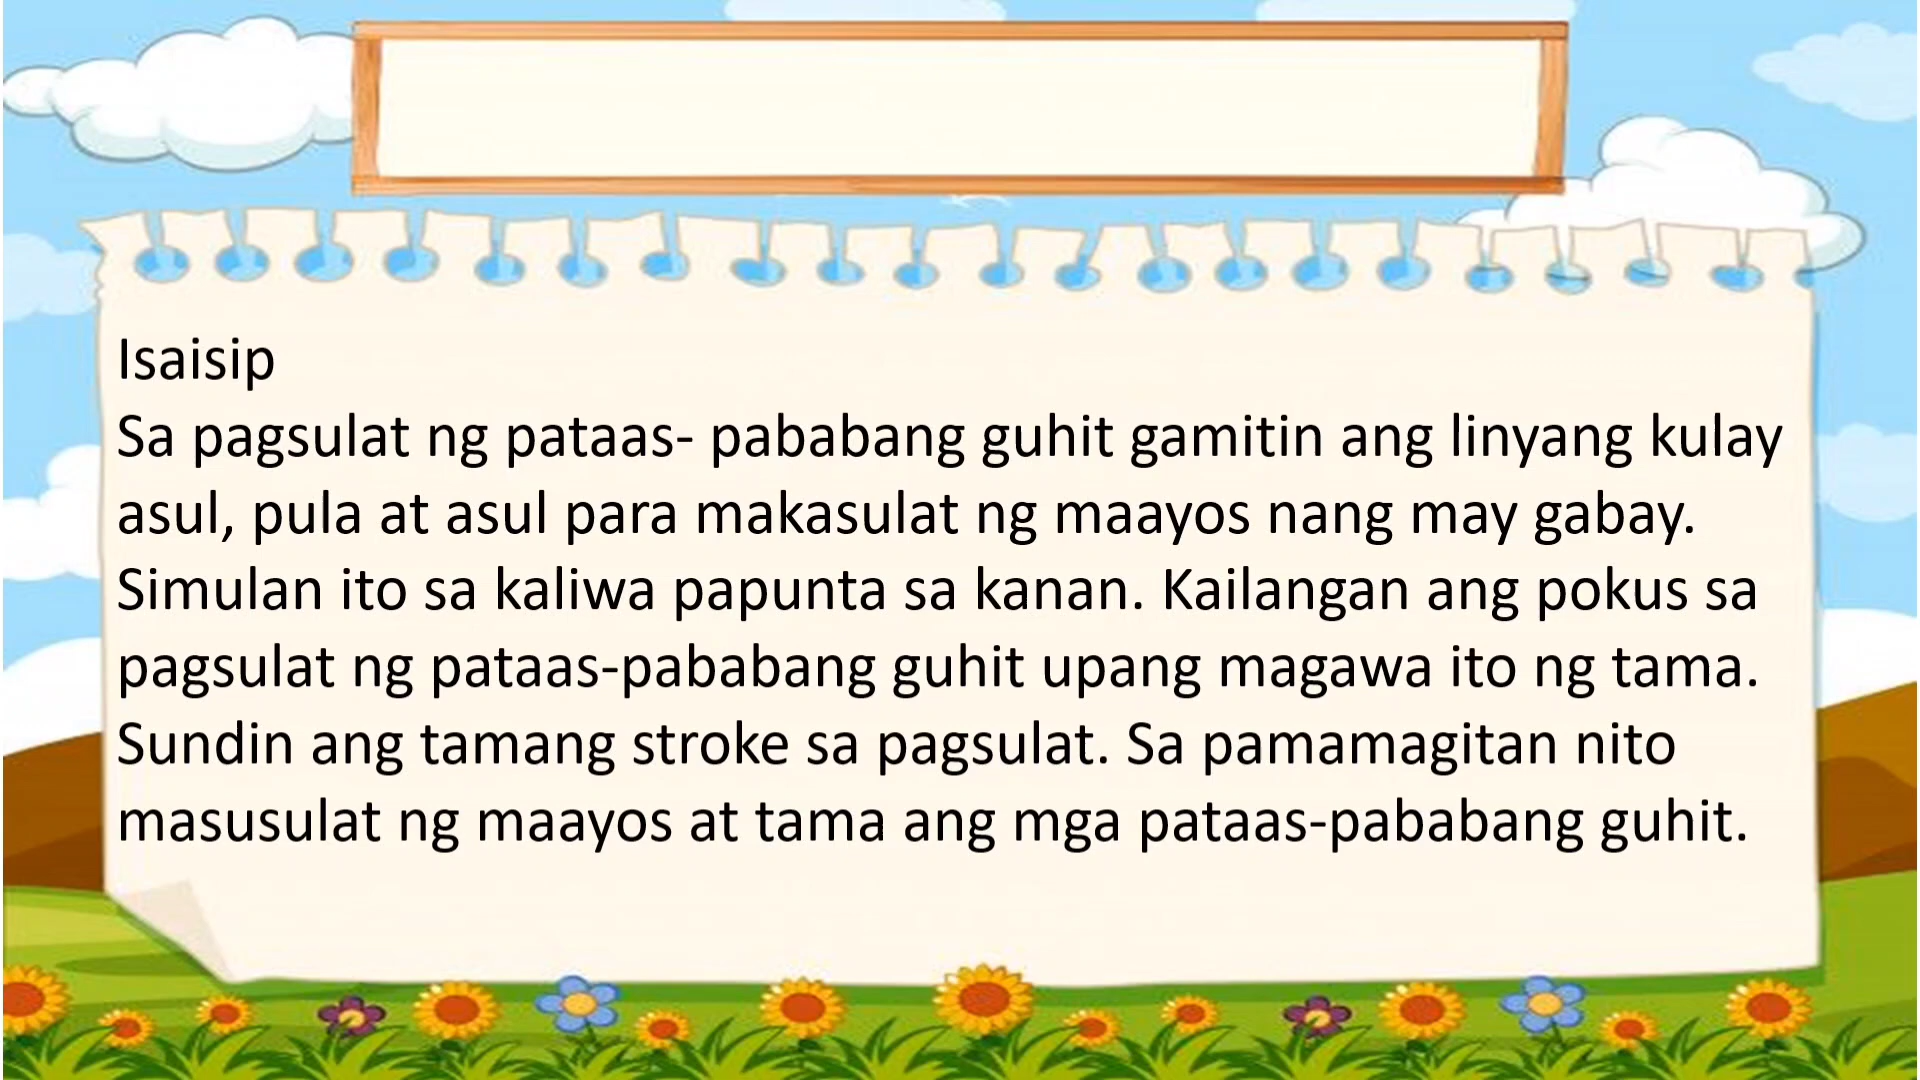 Isaisip
Sa pagsulat ng pataas- pababang guhit gamitin ang linyang kulay
asul, pula at asul para makasulat ng maayos nang may gabay.
Simulan ito sa kaliwa papunta sa kanan. Kailangan ang pokus sa
pagsulat ng pataas-pababang guhit upang magawa ito ng tama.
Sundin ang tamang stroke sa pagsulat. Sa pamamagitan nito
masusulat ng maayos at tama ang mga pataas-pababang guhit.